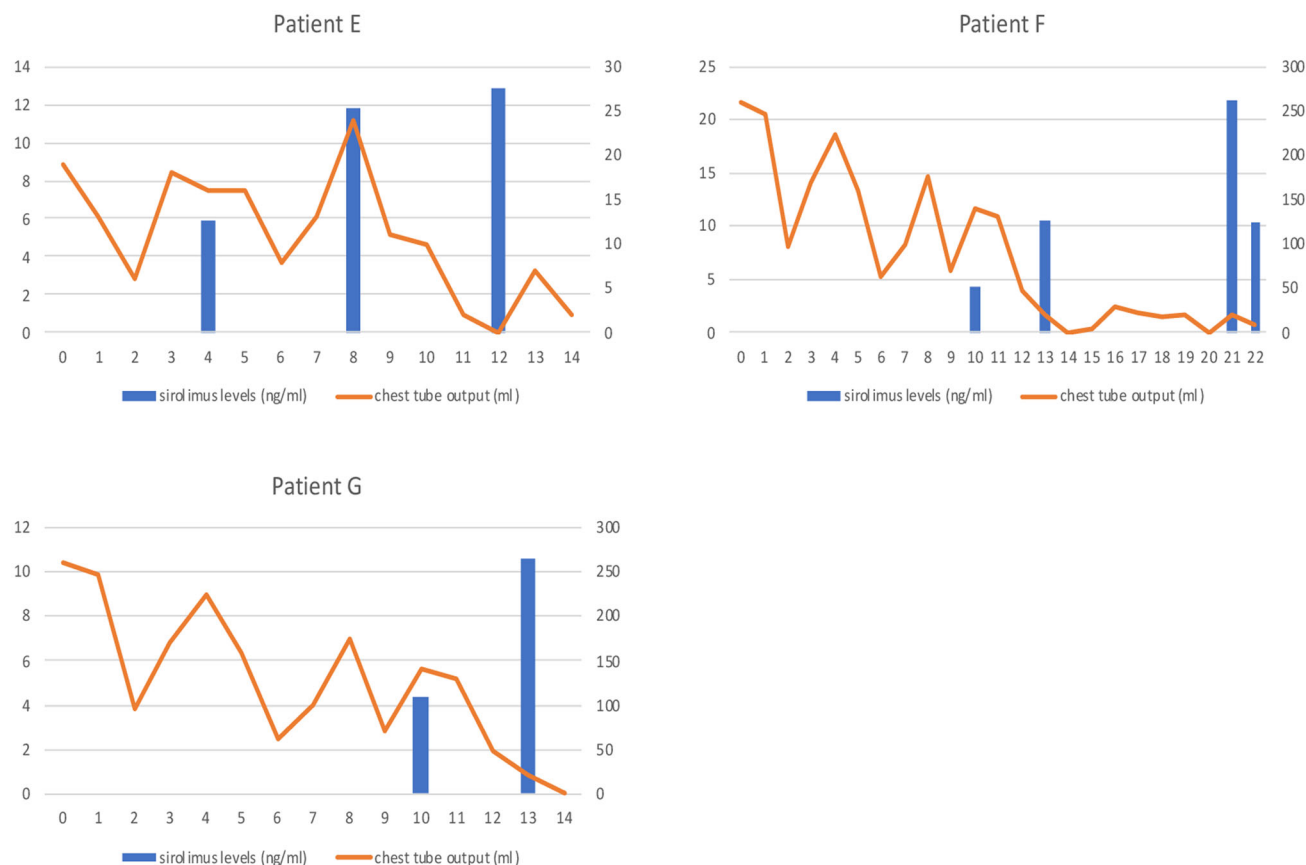 Patient E
14 30
12 25
10 20
8 15
6 10
4 5
2 0
0
0 1 2 3 4 5 6 7 8 9 10 11 12 13 14
sirolimus levels (ng/ml) chest tube output (ml)
Patient F
25 300
20 250
15 200
10 150
5 100
0 50
0
0 1 2 3 4 5 6 7 8 9 10 11 12 13 14 15 16 17 18 19 20 21 22
sirolimus levels (ng/ml) chest tube output (ml)
Patient G
12 300
10 250
8 200
6 150
4 100
2 50
0 0
0 1 2 3 4 5 6 7 8 9 10 11 12 13 14
sirolimus levels (ng/ml) chest tube output (ml)